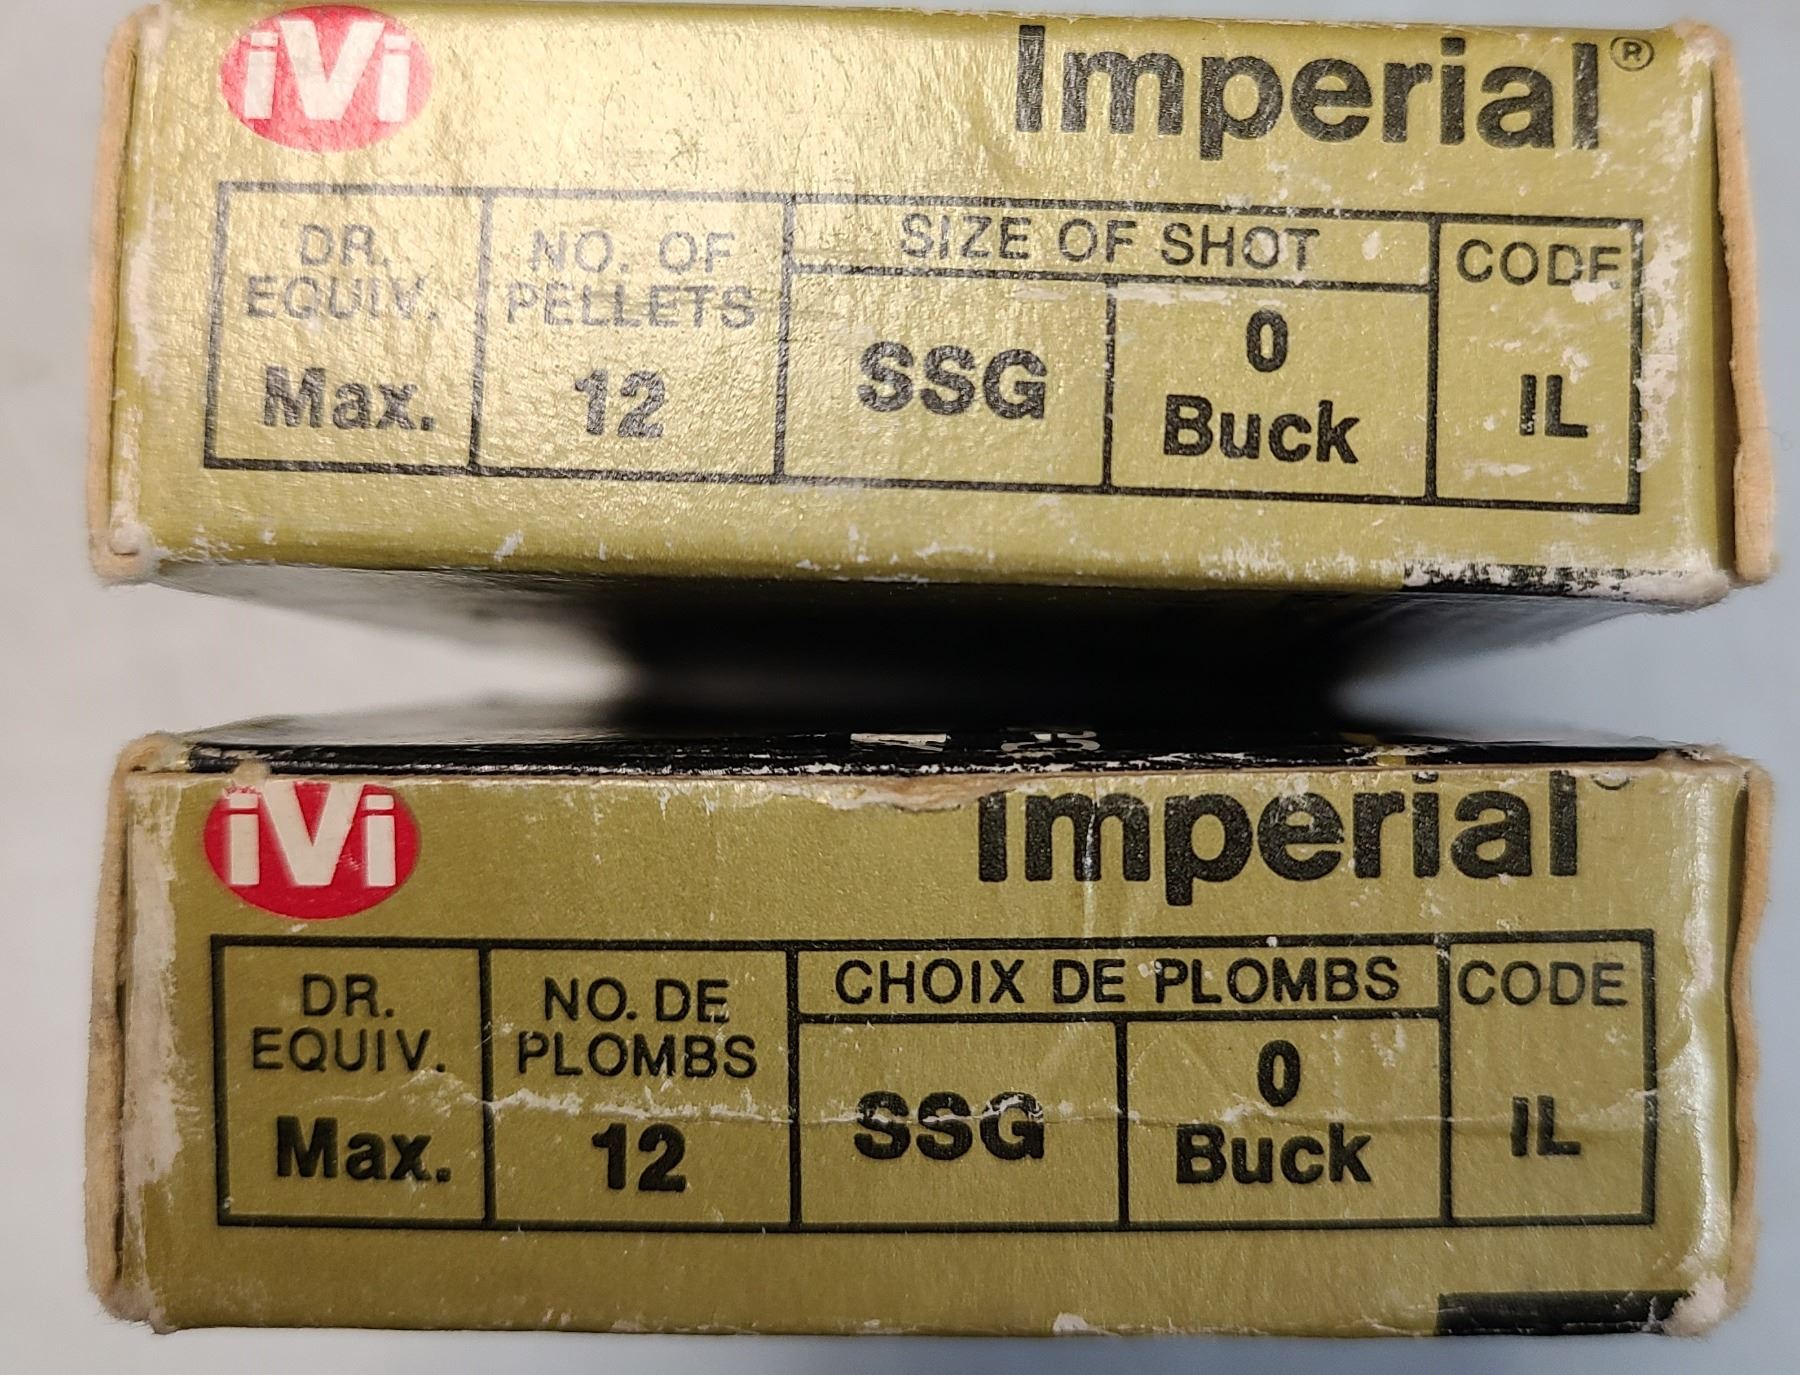 iVi
Imperial®
DR. EQUIV.
NO. OF PELLETS
SIZE OF SHOT
CODE
Max.
12
SSG
0 Buck
IL
iVi
Imperial
DR. EQUIV.
NO. DE PLOMBS
CHOIX DE PLOMBS
CODE
Max.
12
SSG
0 Buck
IL